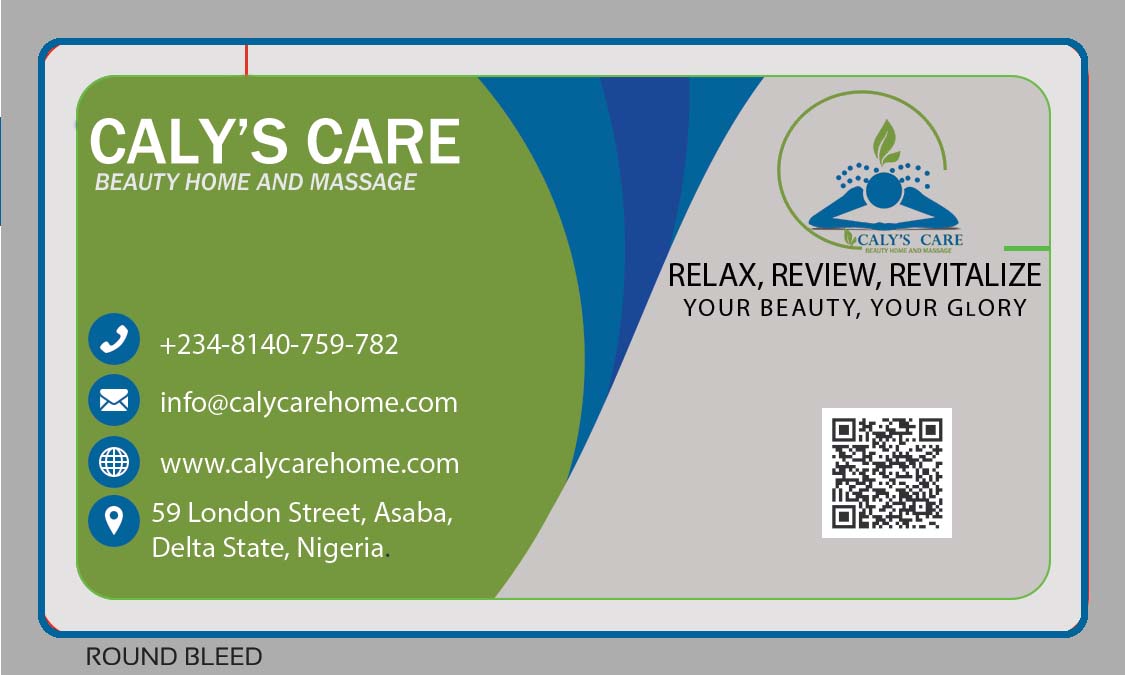 CALY'S CARE
BEAUTY HOME AND MASSAGE
+234-8140-759-782
info@calycarehome.com
www.calycarehome.com
59 London Street, Asaba,
Delta State, Nigeria.
CALY'S CARE
BEAUTY HOME AND MASSAGE
RELAX, REVIEW, REVITALIZE
YOUR BEAUTY, YOUR GLORY
ROUND BLEED